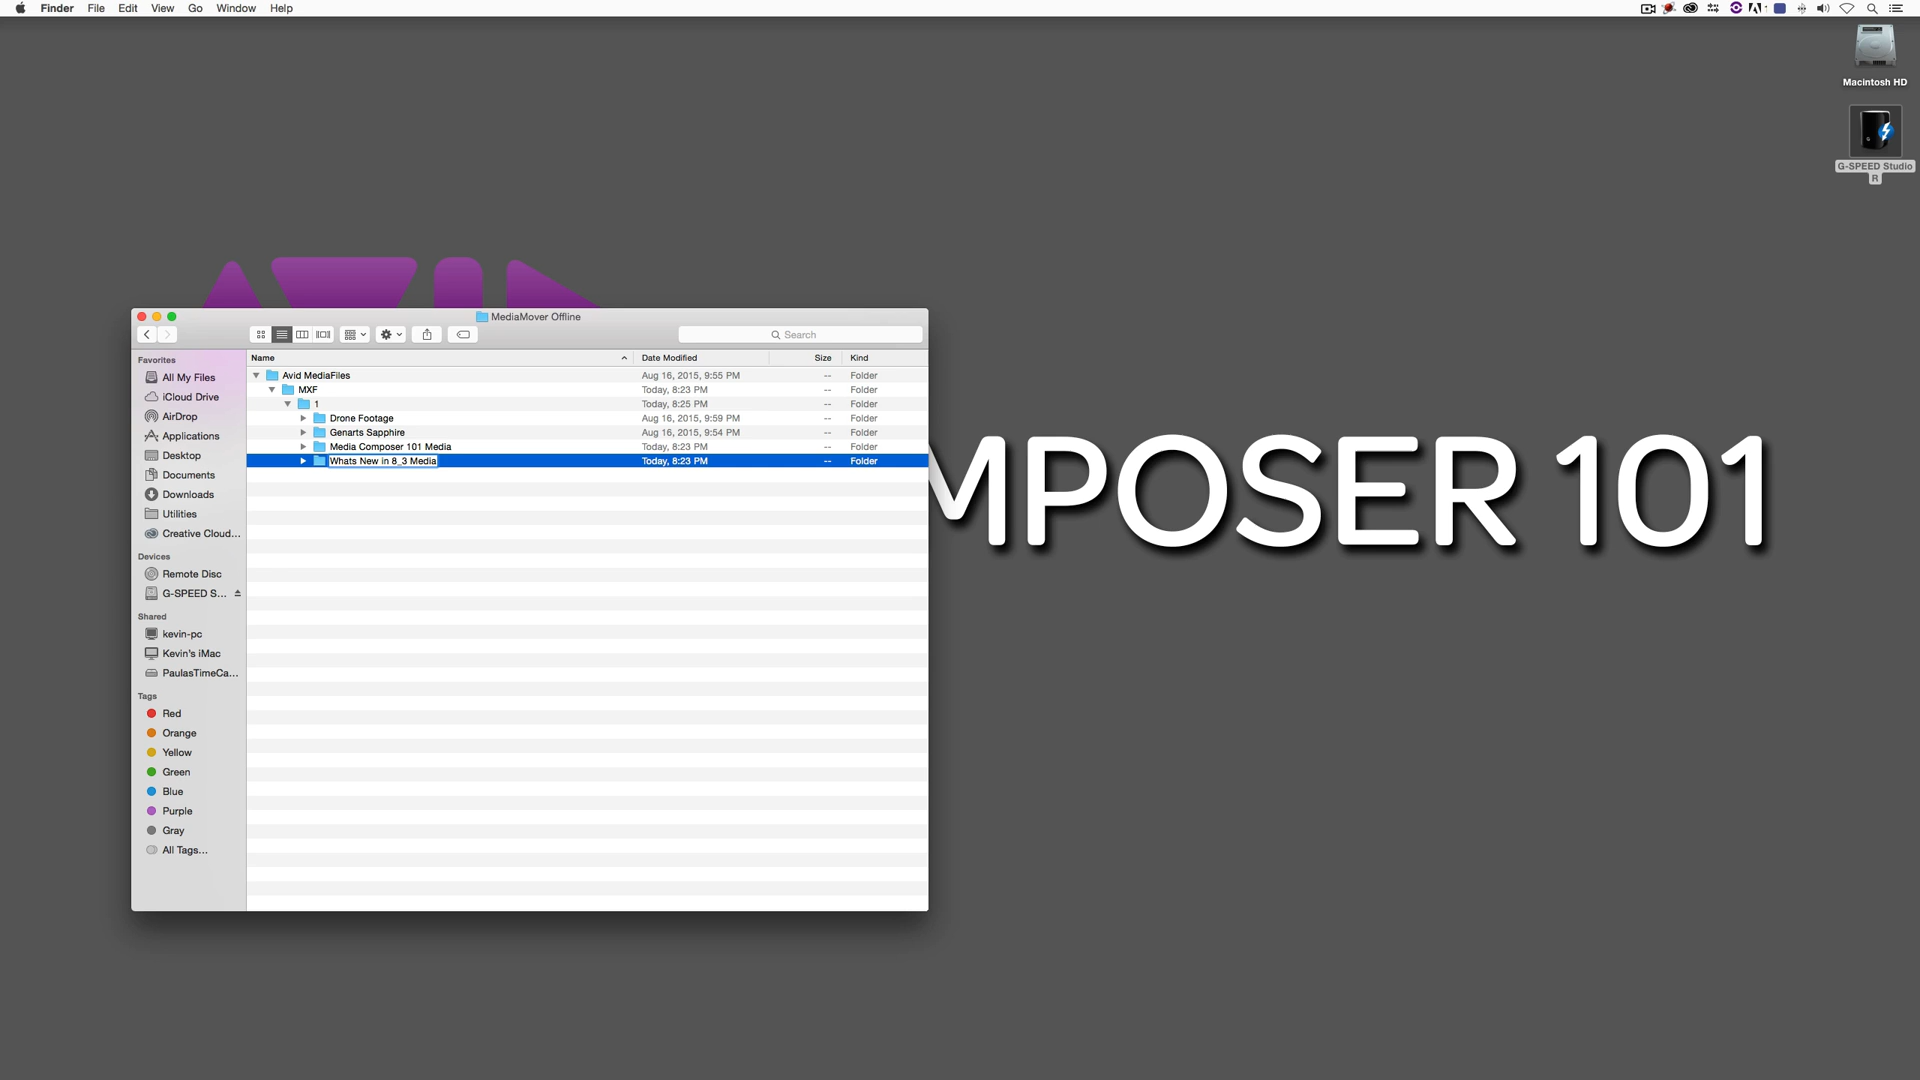 Finder File Edit View Go Window Help
Macintosh HD
G-SPEED Studio
R
MediaMover Offline
Search
Favorites
All My Files
iCloud Drive
AirDrop
Applications
Desktop
Documents
Downloads
Utilities
Creative Cloud...
Devices
Remote Disc
G-SPEED S...
Shared
kevin-pc
Kevin's iMac
PaulasTimeCa...
Tags
Red
Orange
Yellow
Green
Blue
Purple
Gray
All Tags...
Name Date Modified Size Kind
Avid MediaFiles Aug 16, 2015, 9:55 PM -- Folder
MXF Today, 8:23 PM -- Folder
1 Today, 8:25 PM -- Folder
Drone Footage Aug 16, 2015, 9:59 PM -- Folder
Genarts Sapphire Aug 16, 2015, 9:54 PM -- Folder
Media Composer 101 Media Today, 8:23 PM -- Folder
Whats New in 8_3 Media Today, 8:23 PM -- Folder
MPOSER 101